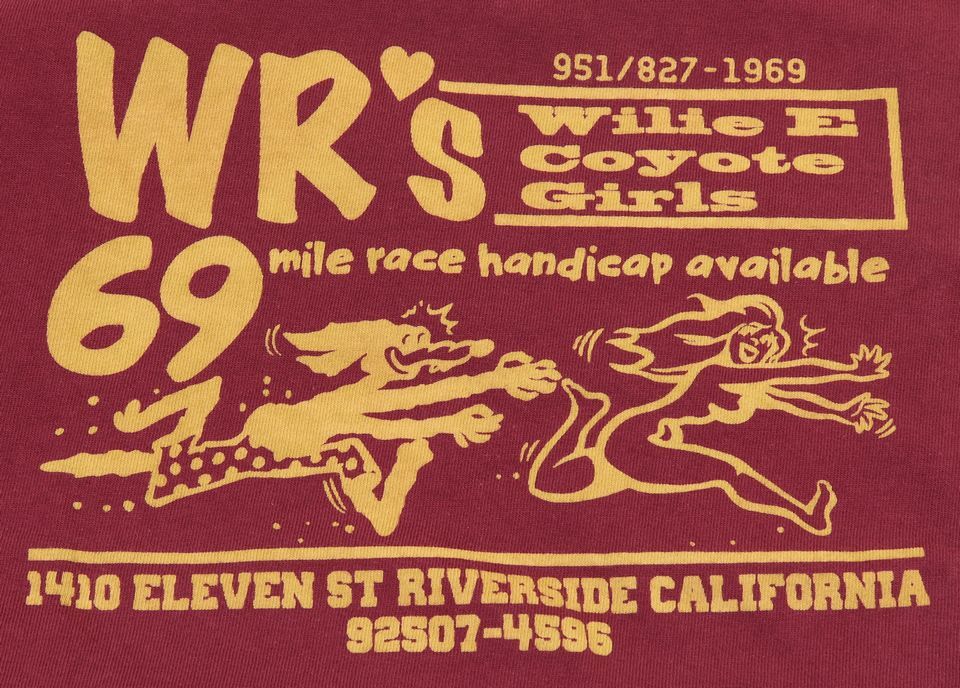 WR's
951/827-1969
Wilie E
Coyote
Girls
69 mile race handicap available
1410 ELEVEN ST RIVERSIDE CALIFORNIA
92507-4596